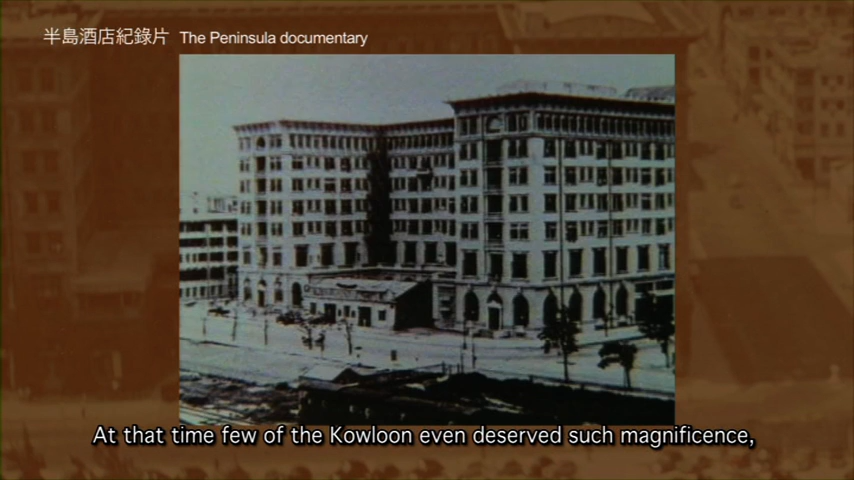 半島酒店紀錄片 The Peninsula documentary
At that time few of the Kowloon even deserved such magnificence,